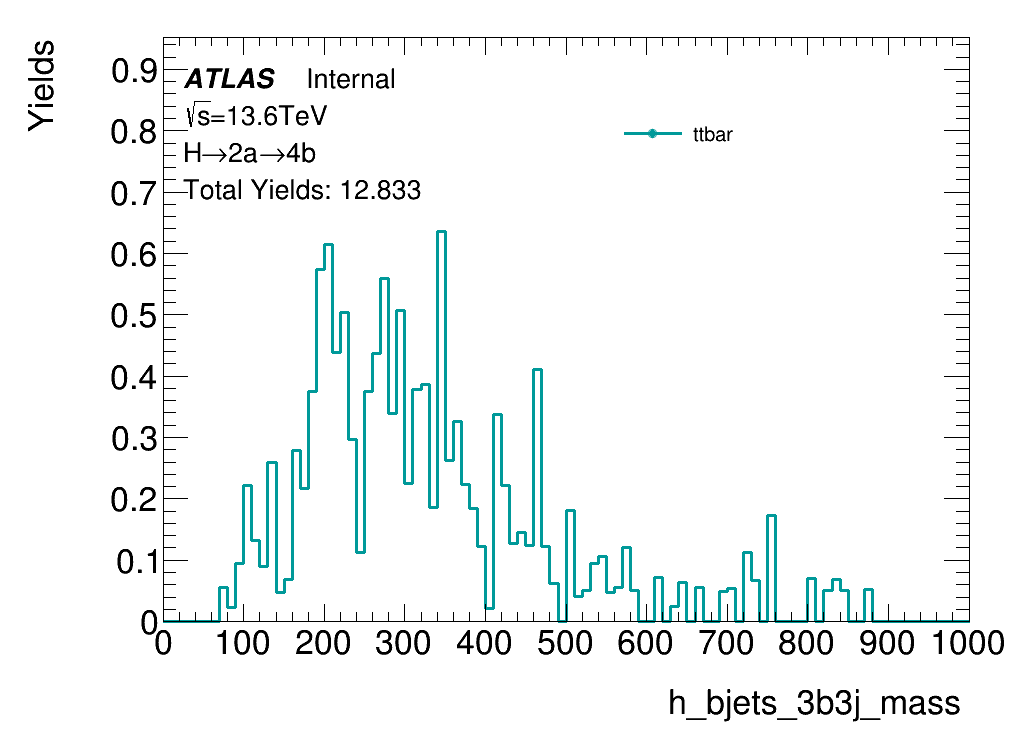 Yields
0.9
0.8
0.7
0.6
0.5
0.4
0.3
0.2
0.1
0
ATLAS Internal
√s=13.6TeV
H→2a→4b
Total Yields: 12.833
ttbar
0 100 200 300 400 500 600 700 800 900 1000
h_bjets_3b3j_mass